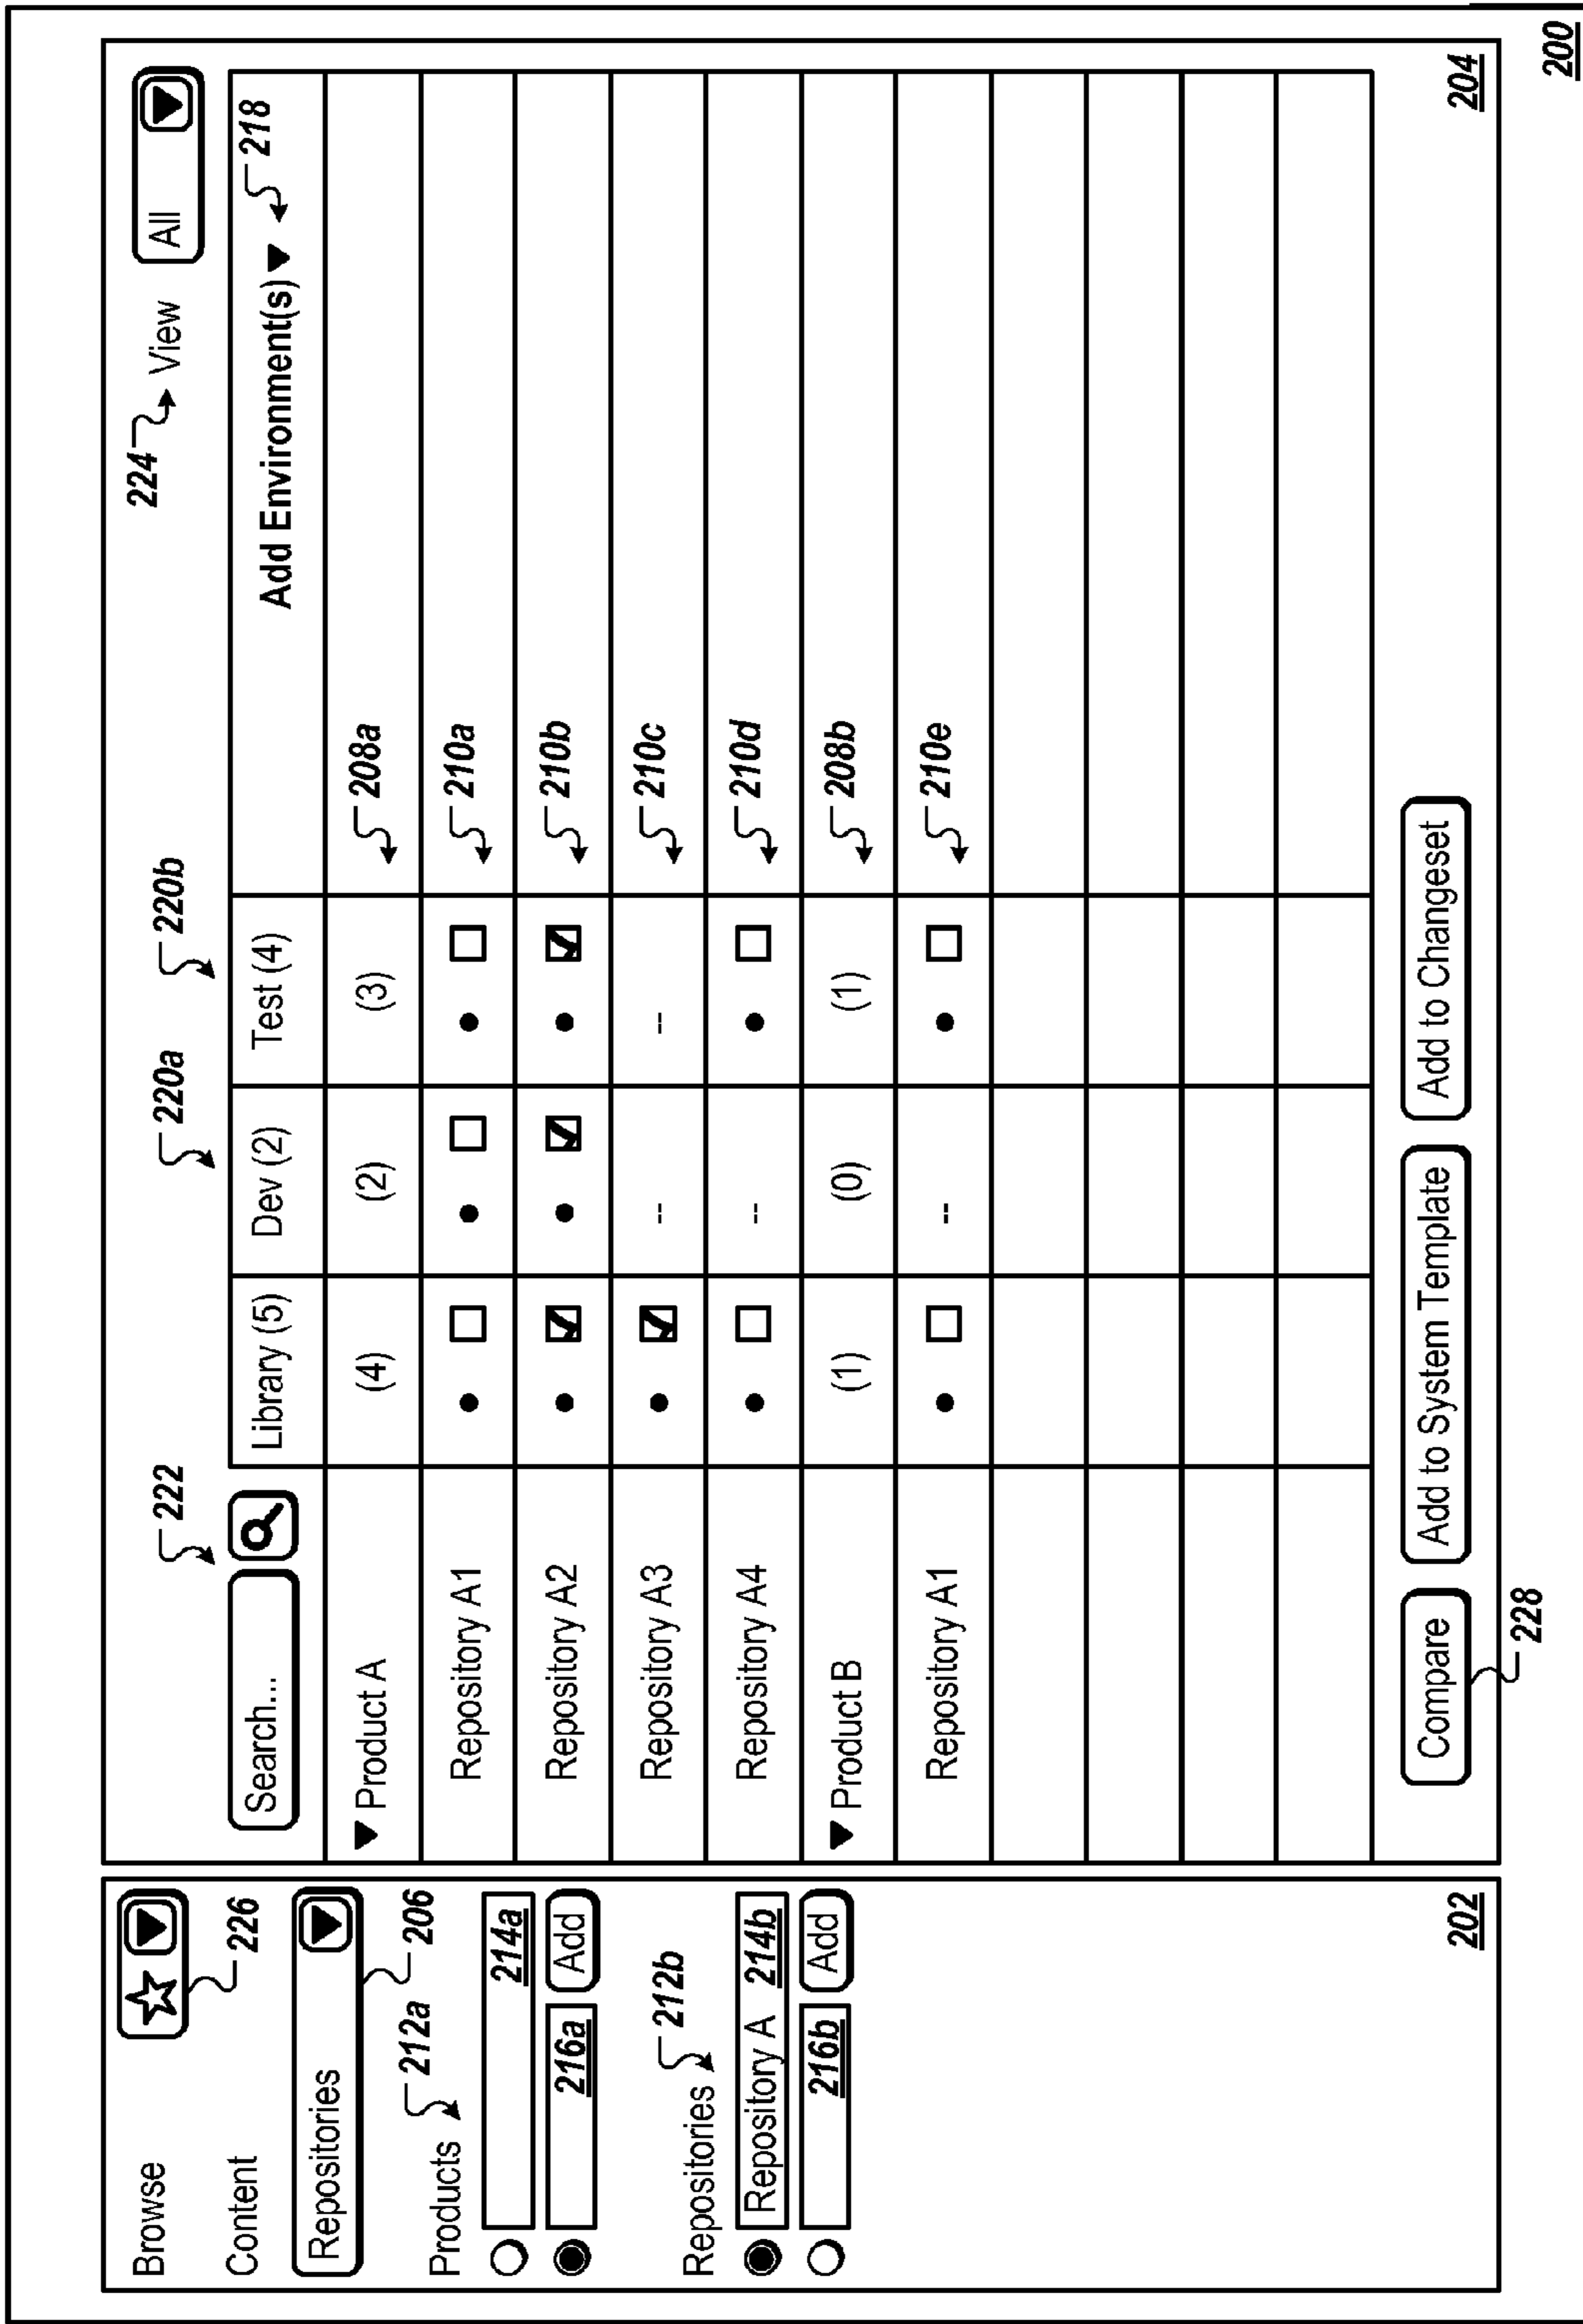 Browse
226
Content
Repositories
206
Products 212a
214a
216a Add
Repositories 212b
Repository A 214b
216b Add
202
224 View All
222 220a 220b
Search... Library (5) Dev (2) Test (4) Add Environment(s) 218
Product A (4) (2) (3) 208a
Repository A1 210a
Repository A2 210b
Repository A3 -- -- 210c
Repository A4 -- 210d
Product B (1) (0) (1) 208b
Repository A1 -- 210e
Compare Add to System Template Add to Changeset
228
204
200